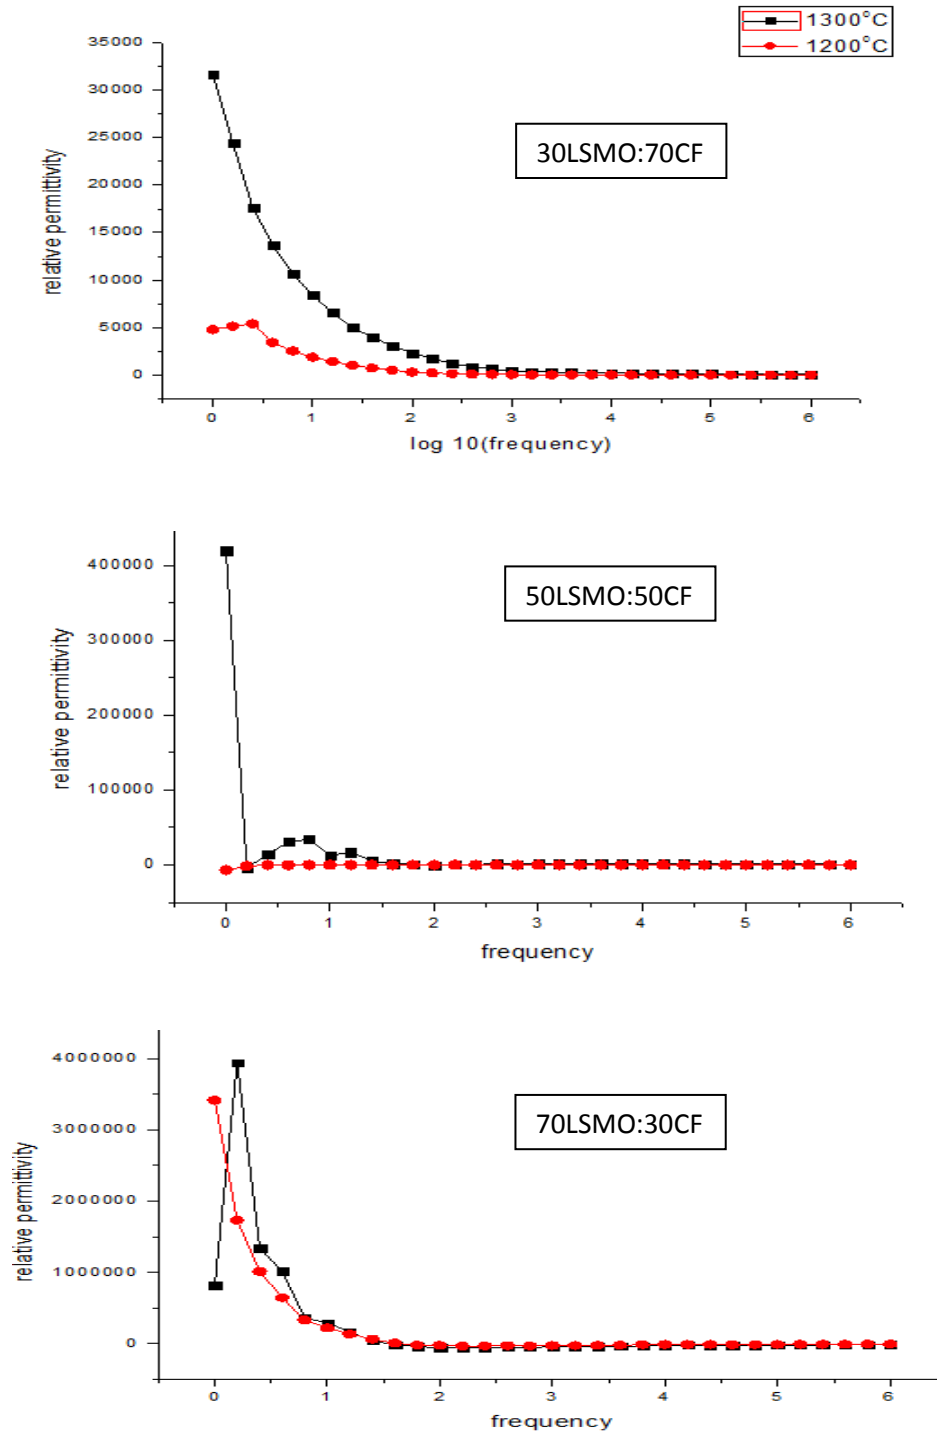 1300°C
1200°C
35000
30000
25000
20000
15000
10000
5000
0
relative permittivity
30LSMO:70CF
0 1 2 3 4 5 6
log 10(frequency)
400000
300000
200000
100000
0
relative permittivity
50LSMO:50CF
0 1 2 3 4 5 6
frequency
4000000
3000000
2000000
1000000
0
relative permittivity
70LSMO:30CF
0 1 2 3 4 5 6
frequency